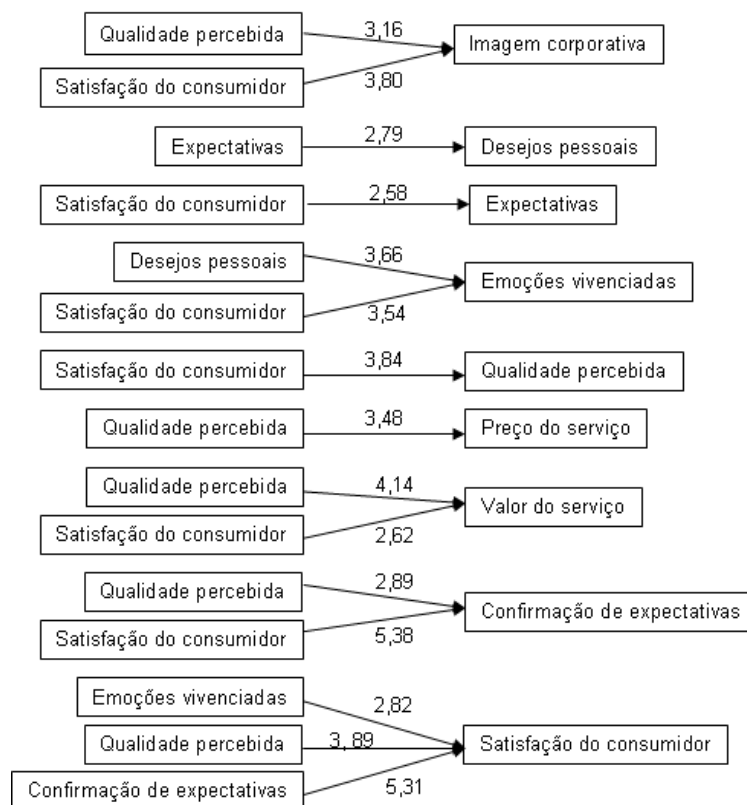 Qualidade percebida
3,16
Imagem corporativa
Satisfação do consumidor
3,80
Expectativas
2,79
Desejos pessoais
Satisfação do consumidor
2,58
Expectativas
Desejos pessoais
3,66
Emoções vivenciadas
Satisfação do consumidor
3,54
Satisfação do consumidor
3,84
Qualidade percebida
Qualidade percebida
3,48
Preço do serviço
Qualidade percebida
4,14
Valor do serviço
Satisfação do consumidor
2,62
Qualidade percebida
2,89
Confirmação de expectativas
Satisfação do consumidor
5,38
Emoções vivenciadas
2,82
Qualidade percebida
3, 89
Satisfação do consumidor
Confirmação de expectativas
5,31